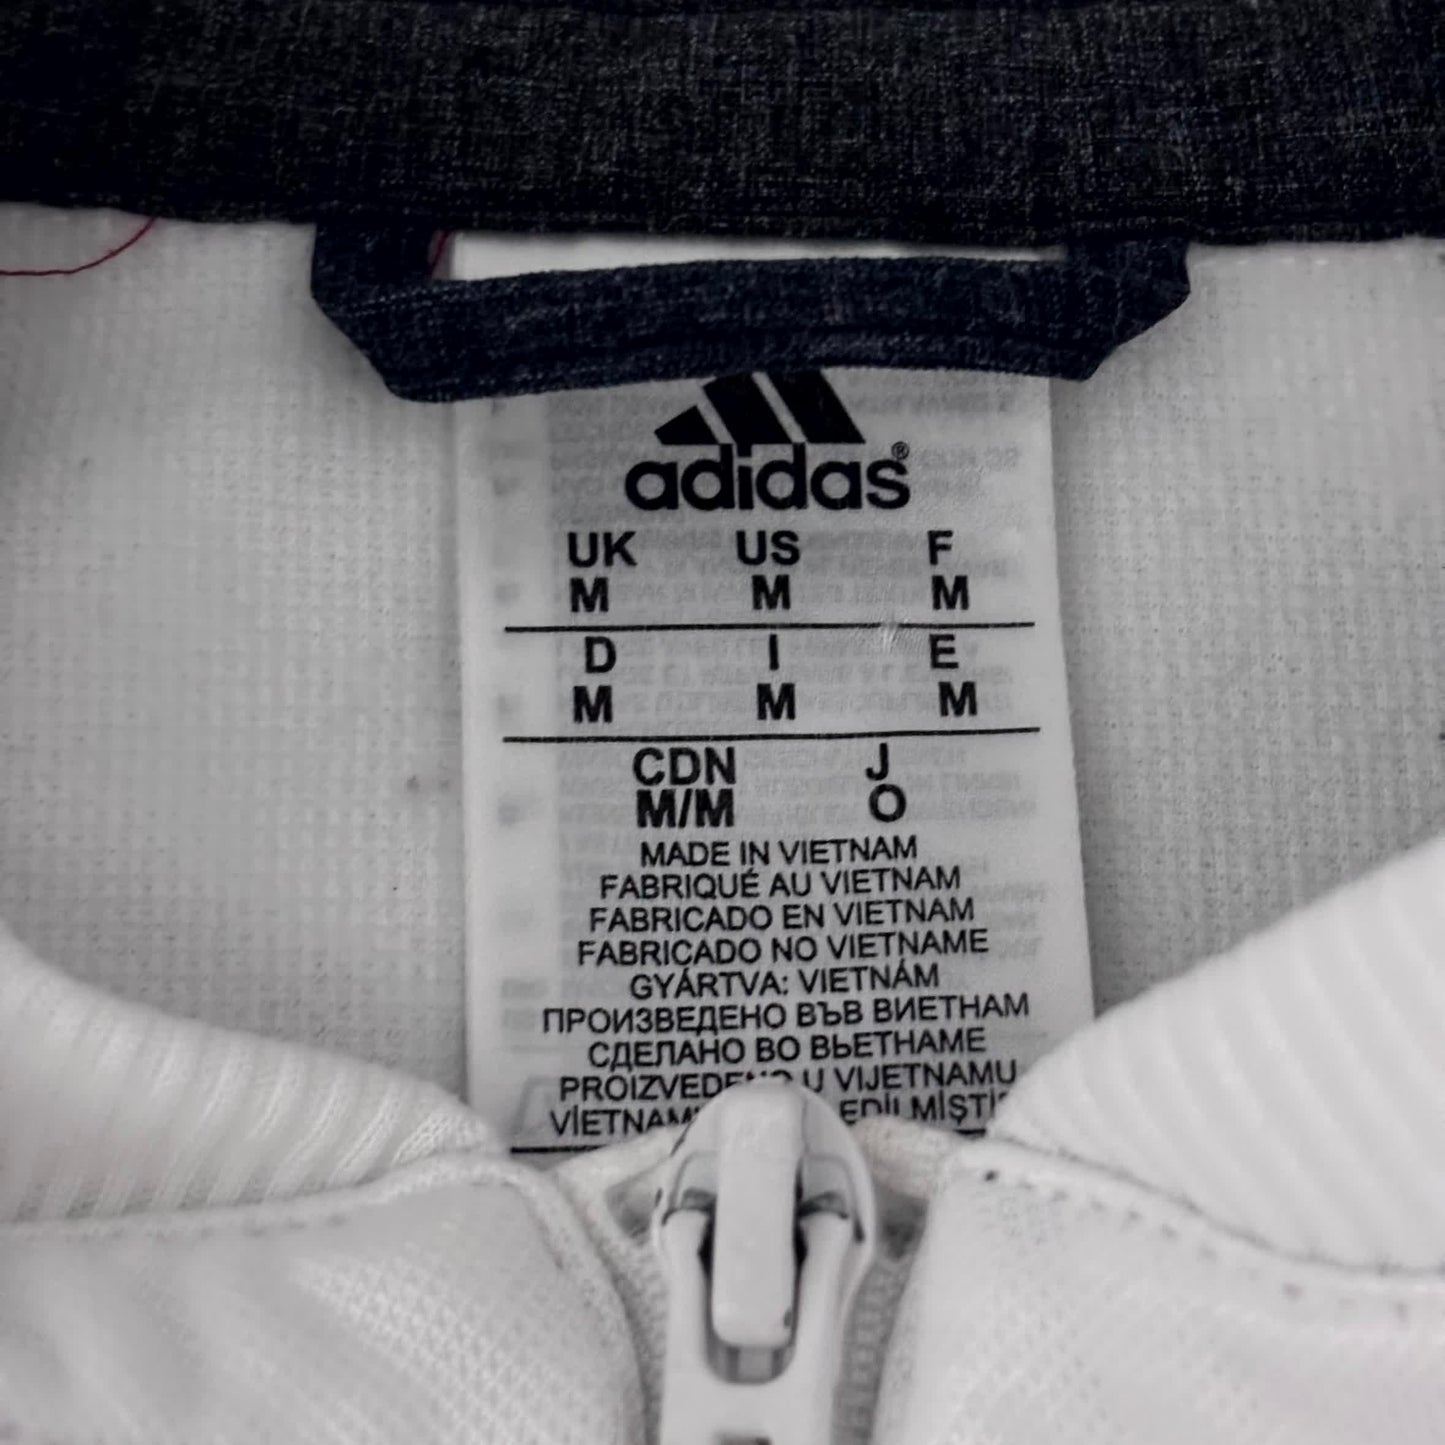 adidas®
UK US F
M M M
D I E
M M M
CDN J
M/M O
MADE IN VIETNAM
FABRIQUÉ AU VIETNAM
FABRICADO EN VIETNAM
FABRICADO NO VIETNAME
GYÁRTVA: VIETNÁM
ПРОИЗВЕДЕНО ВЪВ ВИЕТНАМ
СДЕЛАНО ВО ВЬЕТНАМЕ
PROIZVEDENO U VIJETNAMU